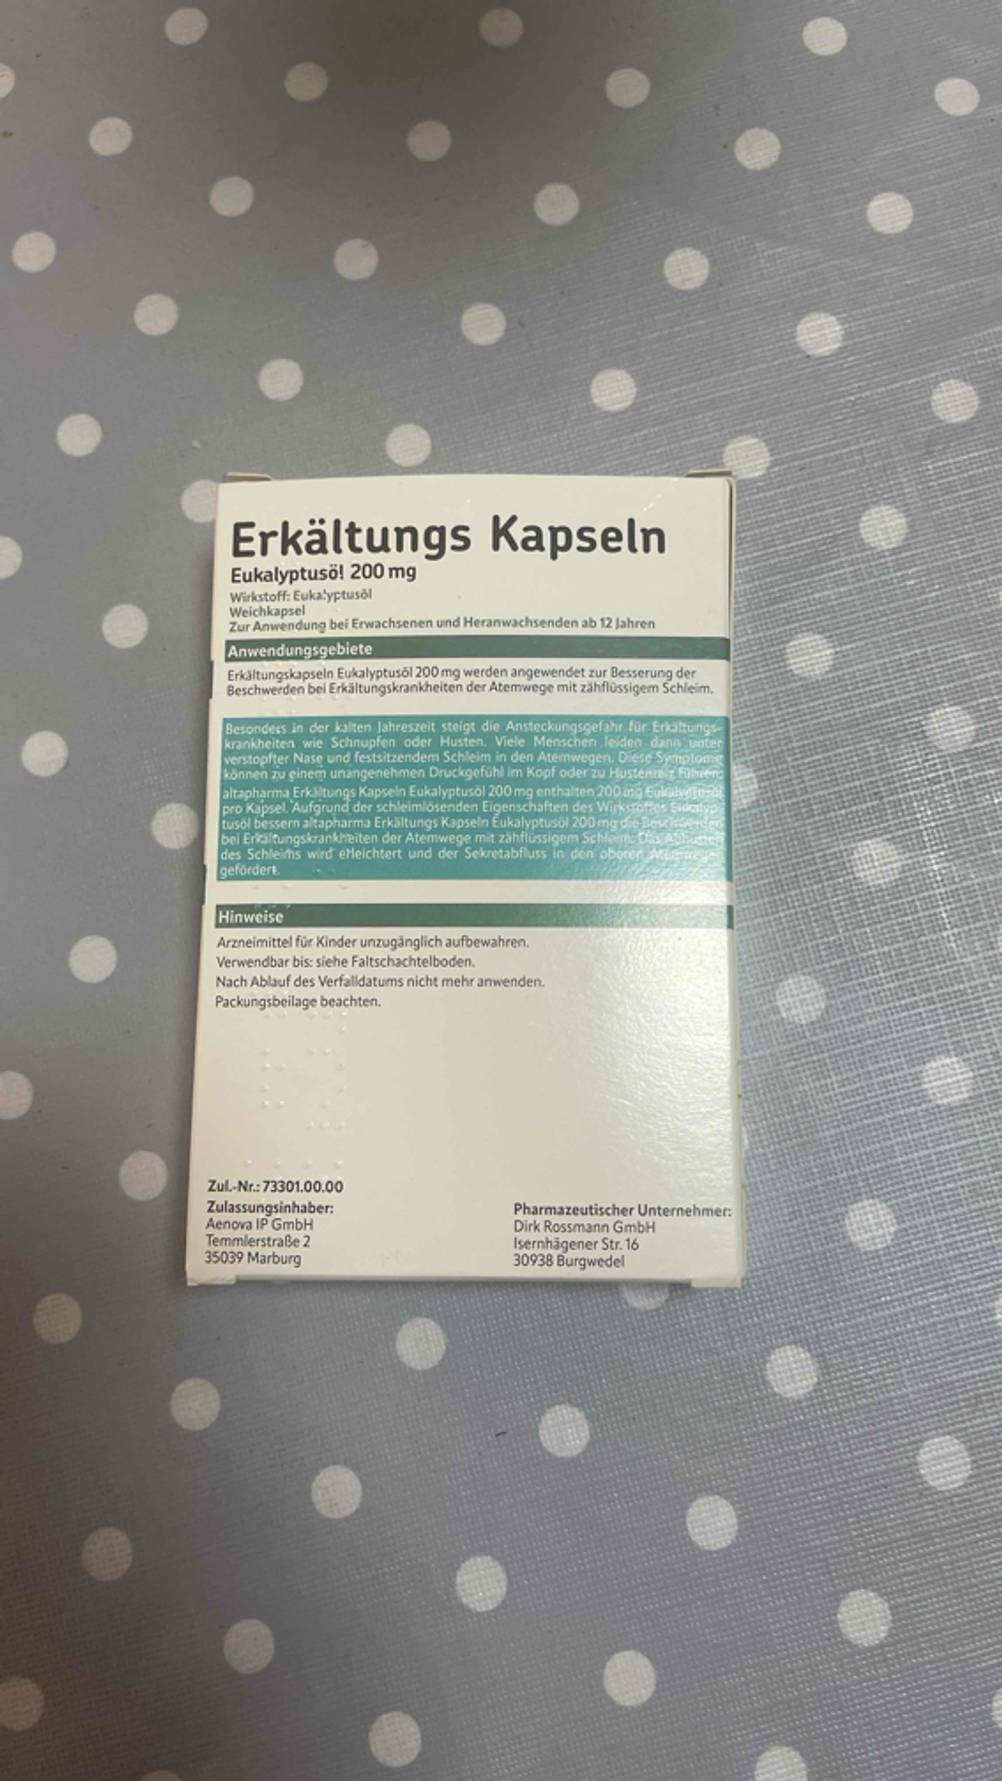 Erkältungs Kapseln
Eukalyptusöl 200 mg
Wirkstoff: Eukalyptusöl
Weichkapsel
Zur Anwendung bei Erwachsenen und Heranwachsenden ab 12 Jahren
Anwendungsgebiete
Erkältungskapseln Eukalyptusöl 200 mg werden angewendet zur Besserung der
Beschwerden bei Erkältungskrankheiten der Atemwege mit zähflüssigem Schleim.
Besonders in der kalten Jahreszeit steigt die Ansteckungsgefahr für Erkältungs-
krankheiten wie Schnupfen oder Husten. Viele Menschen leiden dann unter
verstopfter Nase und festsitzendem Schleim in den Atemwegen. Diese Symptome
können zu einem unangenehmen Druckgefühl im Kopf oder zu Hustenreiz führen.
altapharma Erkältungs Kapseln Eukalyptusöl 200 mg enthalten 200 mg Eukalyptusöl
pro Kapsel. Aufgrund der schleimlösenden Eigenschaften des Wirkstoffes Eukalyp-
tusöl bessern altapharma Erkältungs Kapseln Eukalyptusöl 200 mg die Beschwerden
bei Erkältungskrankheiten der Atemwege mit zähflüssigem Schleim. Das Abhusten
des Schleims wird erleichtert und der Sekretabfluss in den oberen Atemwegen
gefördert.
Hinweise
Arzneimittel für Kinder unzugänglich aufbewahren.
Verwendbar bis: siehe Faltschachtelboden.
Nach Ablauf des Verfalldatums nicht mehr anwenden.
Packungsbeilage beachten.
Zul.-Nr.: 73301.00.00
Zulassungsinhaber:
Aenova IP GmbH
Temmlerstraße 2
35039 Marburg
Pharmazeutischer Unternehmer:
Dirk Rossmann GmbH
Isernhägener Str. 16
30938 Burgwedel